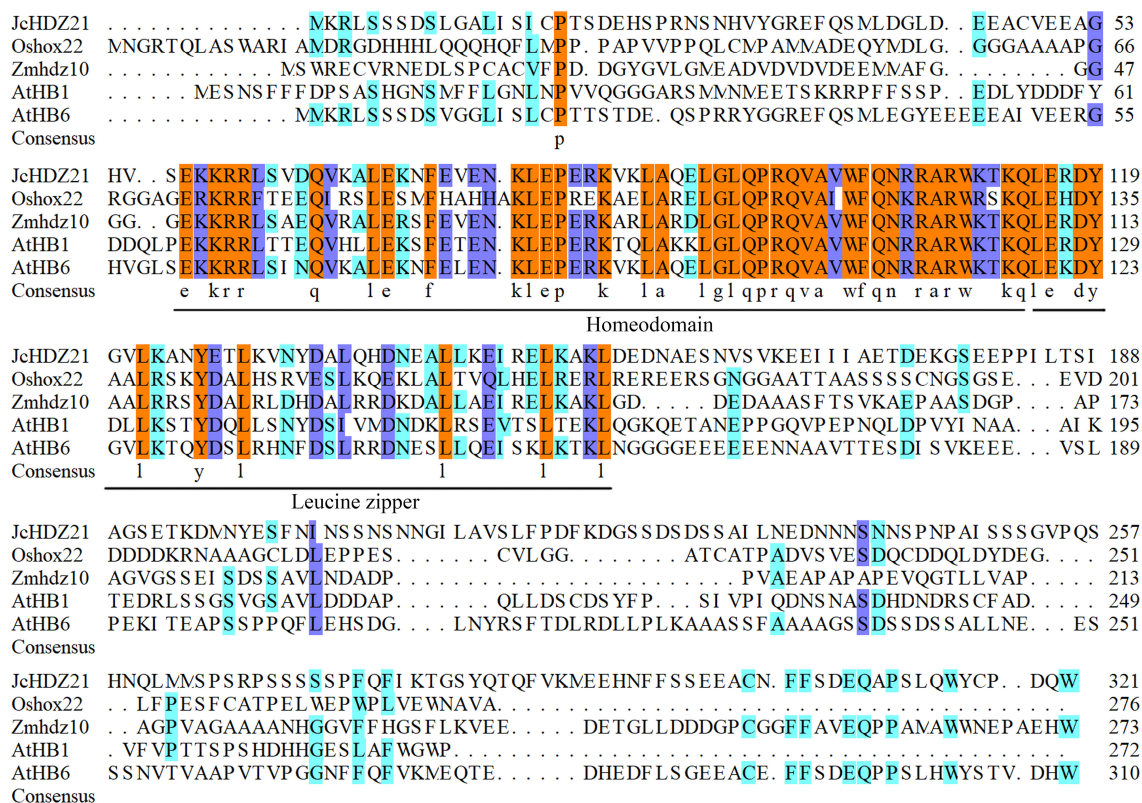 JcHDZ21 ..............MKRLSSSDSLGALISICPTSDEHSPRNSNHVYGREFQSMLDGLD..EEACVEEAG 53
Oshox22 MNGRTQLASWARIAMDRGDHHHLQQQHQFLMPP.PAPVVPPQLCMPAMMADEQYMDLG..GGGAAAAPG 66
Zmhdz10 ............MSWRECVRNEDLSPCACVFPD.DGYGVLGMEADVDVDVDEEMMAFG.........GG 47
AtHB1 ......MESNSFFFDPSASHGNSMFFLGNLNPVVQGGGARSMMNMEETSKRRPFFSSP..EDLYDDDFY 61
AtHB6 ..............MKRLSSSDSVGGLISLCPTTSTDE.QSPRRYGGREFQSMLEGYEEEEEAIVEERG 55
Consensus p
JcHDZ21 HV..SEKKRRLSVDQVKALEKNFEVEN.KLEPERKVKLAQELGLQPRQVAVWFQNRRARWKTKQLERDY 119
Oshox22 RGGAGERKRRFTEEQIRSLESMFHAHHAKLEPREKAELARELGLQPRQVAIWFQNKRARWRSKQLEHDY 135
Zmhdz10 GG..GEKKRRLSAEQVRALERSFEVEN.KLEPERKARLARDLGLQPRQVAVWFQNRRARWKTKQLERDY 113
AtHB1 DDQLPEKKRRLTTEQVHLLEKSFETEN.KLEPERKTQLAKKLGLQPRQVAVWFQNRRARWKTKQLERDY 129
AtHB6 HVGLSEKKRRLSINQVKALEKNFELEN.KLEPERKVKLAQELGLQPRQVAVWFQNRRARWKTKQLEKDY 123
Consensus e krr q le f klep k la lglqprqva wfqn rarw kqle dy
Homeodomain
JcHDZ21 GVLKANYETLKVNYDALQHDNEALLKEIRELKAKLDEDNAESNVSVKEEIIIAETDEKGSEEPPILTSI 188
Oshox22 AALRSKYDALHSRVESLKQEKLALTVQLHELRERLREREERSGNGGAATTAASSSSCNGSGSE...EVD 201
Zmhdz10 AALRRSYDALRLDHDALRRDKDALLAEIRELKAKLGD.....DEDAAASFTSVKAEPAASDGP....AP 173
AtHB1 DLLKSTYDQLLSNYDSIVMDNDKLRSEVTSLTEKLQGKQETANEPPGQVPEPNQLDPVYINAA...AIK 195
AtHB6 GVLKTQYDSLRHNFDSLRRDNESLLQEISKLKTKLNGGGGEEEEEENNAAVTTESDISVKEEE...VSL 189
Consensus l y l l l l
Leucine zipper
JcHDZ21 AGSETKDMNYESFNINSSNSNNGILAVSLFPDFKDGSSDSDSSAILNEDNNNSNNSPNPAISSSGVPQS 257
Oshox22 DDDDKRNAAAGCLDLEPPES.......CVLGG.......ATCATPADVSVESDQCDDQLDYDEG.... 251
Zmhdz10 AGVGSSEISDSSAVLNDADP........................PVAEAPAPAPEVQGTLLVAP..... 213
AtHB1 TEDRLSSGSVGSAVLDDDAP.......QLLDSCDSYFP...SIVPIQDNSNASDHDNDRSCFAD..... 249
AtHB6 PEKITEAPSSPPQFLEHSDG....LNYRSFTDLRDLLPLKAAASSFAAAAGSSDSSDSSALLNE...ES 251
Consensus
JcHDZ21 HNQLMMSPSRPSSSSSPFQFIKTGSYQTQFVKMEEHNFFSSEEACN.FFSDEQAPSLQWYCP..DQW 321
Oshox22 ..LFPESFCATPELWEPWPLVEWNAVA........................................ 276
Zmhdz10 ..AGPVAGAAAANHGGVFFHGSFLKVEE......DETGLLDDDGPCGGFFAVEQPPAMAWWNEPAEHW 273
AtHB1 ..VFVPTTSPSHDHHGESLAFWGWP.......................................... 272
AtHB6 SSNVTVAAPVTVPGGNFFQFVKMEQTE.......DHEDFLSGEEACE.FFSDEQPPSLHWYSTV.DHW 310
Consensus